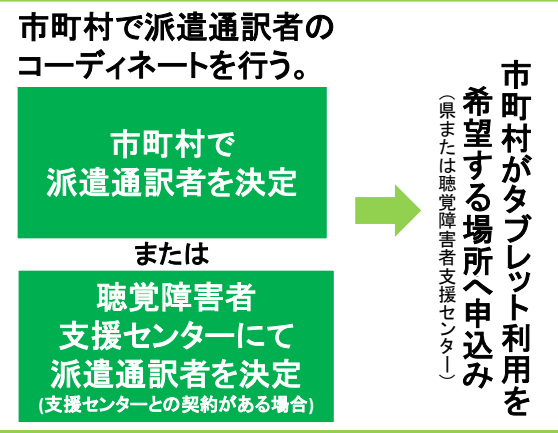 市町村で派遣通訳者の
コーディネートを行う。
市町村で
派遣通訳者を決定
または
聴覚障害者
支援センターにて
派遣通訳者を決定
(支援センターとの契約がある場合)
市町村がタブレット利用を
希望する場所へ申込み
（県または聴覚障害者支援センター）